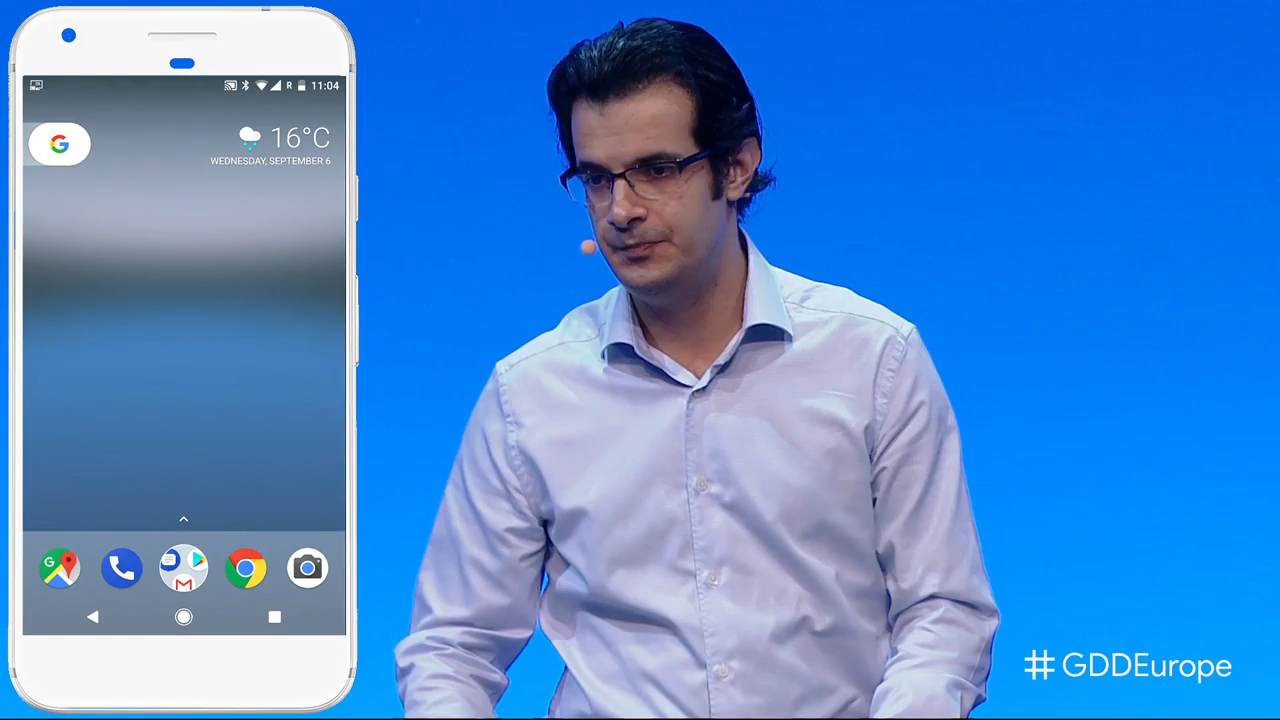 R 11:04
G
16°C
WEDNESDAY, SEPTEMBER 6
G
#GDDEurope